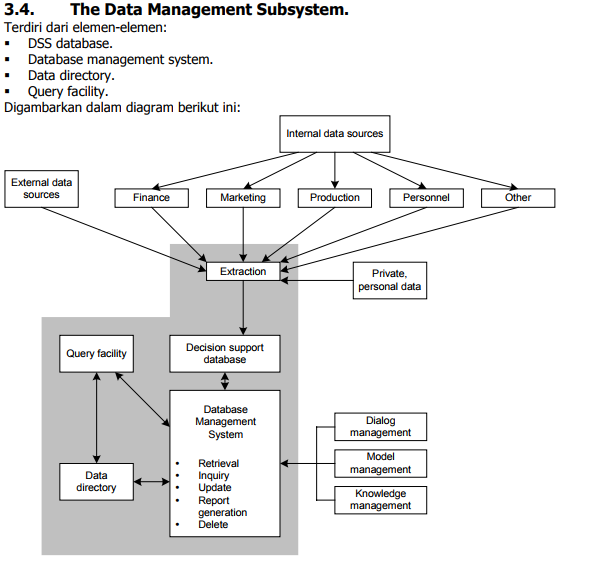 3.4. The Data Management Subsystem.
Terdiri dari elemen-elemen:
▪ DSS database.
▪ Database management system.
▪ Data directory.
▪ Query facility.
Digambarkan dalam diagram berikut ini:
Internal data sources
External data
sources
Finance
Marketing
Production
Personnel
Other
Extraction
Private,
personal data
Query facility
Decision support
database
Database
Management
System
• Retrieval
• Inquiry
• Update
• Report
generation
• Delete
Data
directory
Dialog
management
Model
management
Knowledge
management